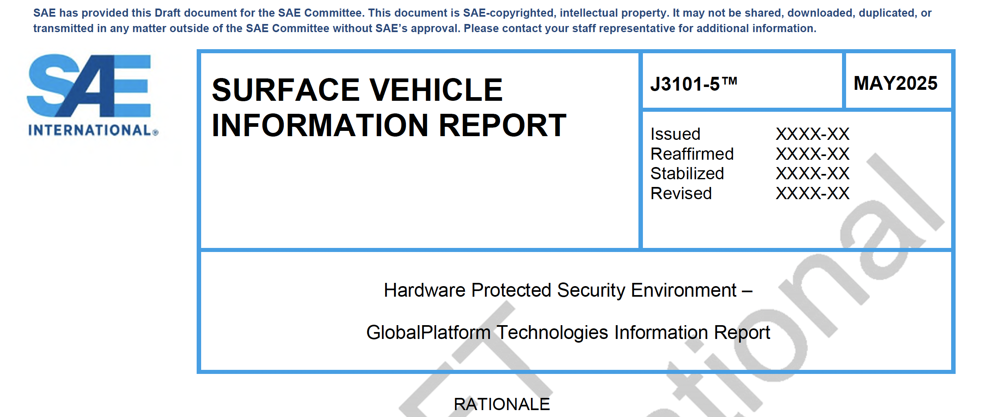 SAE has provided this Draft document for the SAE Committee. This document is SAE-copyrighted, intellectual property. It may not be shared, downloaded, duplicated, or
transmitted in any matter outside of the SAE Committee without SAE’s approval. Please contact your staff representative for additional information.
SAE
INTERNATIONAL®
SURFACE VEHICLE
INFORMATION REPORT
J3101-5™
MAY2025
Issued XXXX-XX
Reaffirmed XXXX-XX
Stabilized XXXX-XX
Revised XXXX-XX
Hardware Protected Security Environment –
GlobalPlatform Technologies Information Report
RATIONALE